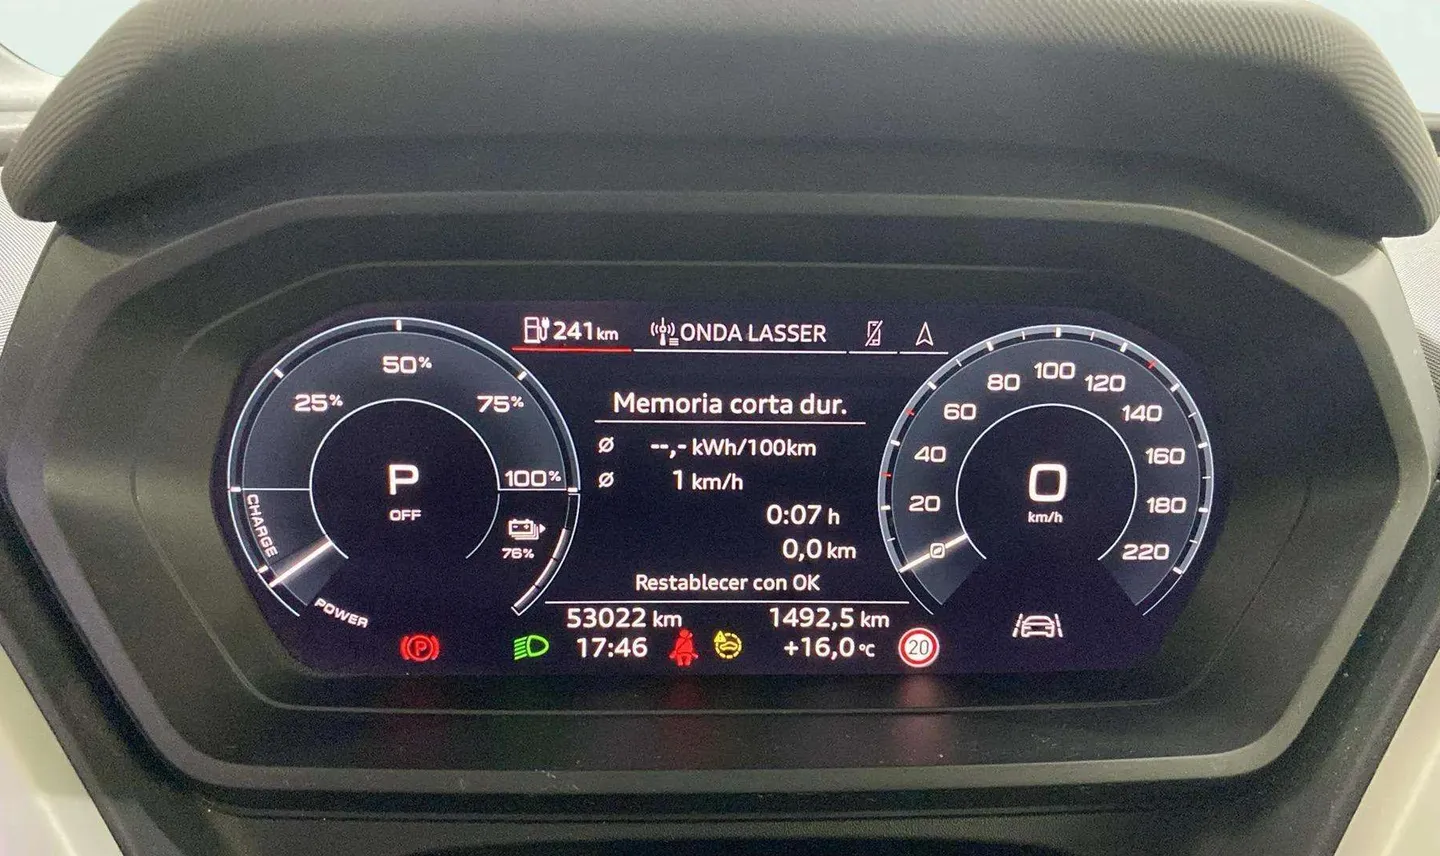 241 km
ONDA LASSER
25%
50%
75%
100%
CHARGE
POWER
P
OFF
76%
Memoria corta dur.
Ø --,- kWh/100km
Ø 1 km/h
0:07 h
0,0 km
Restablecer con OK
53022 km
1492,5 km
P
17:46
+16,0 °C
20
0
20
40
60
80
100
120
140
160
180
220
0
km/h